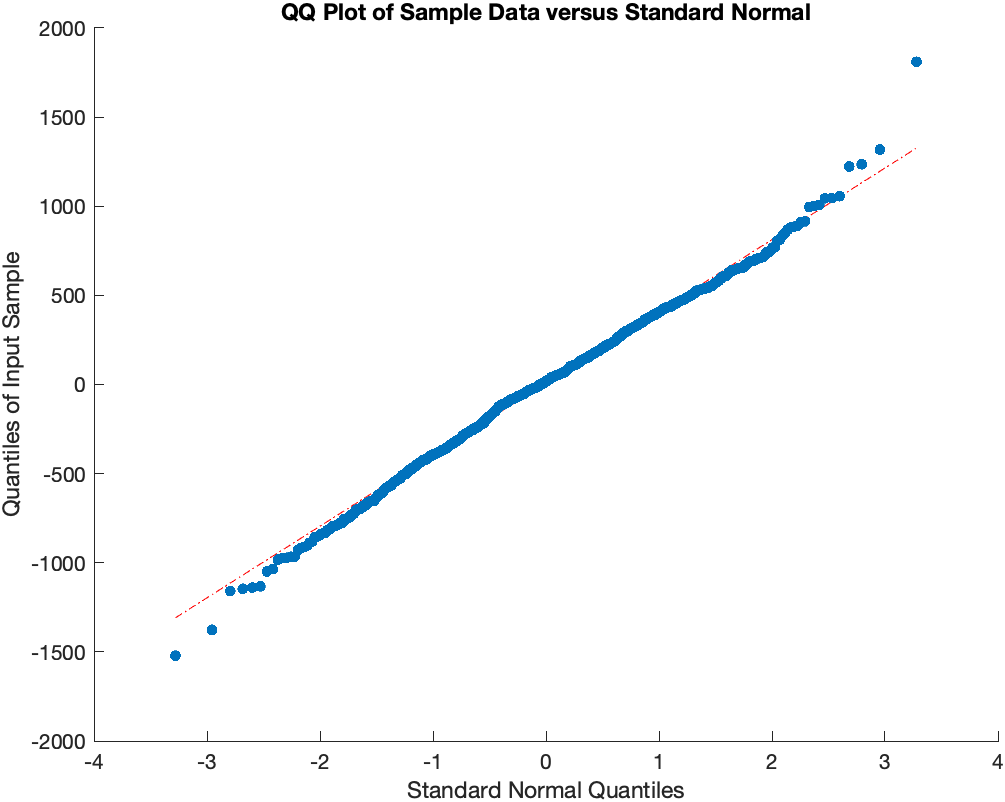 QQ Plot of Sample Data versus Standard Normal
2000
1500
1000
500
0
-500
-1000
-1500
-2000
Quantiles of Input Sample
-4 -3 -2 -1 0 1 2 3 4
Standard Normal Quantiles